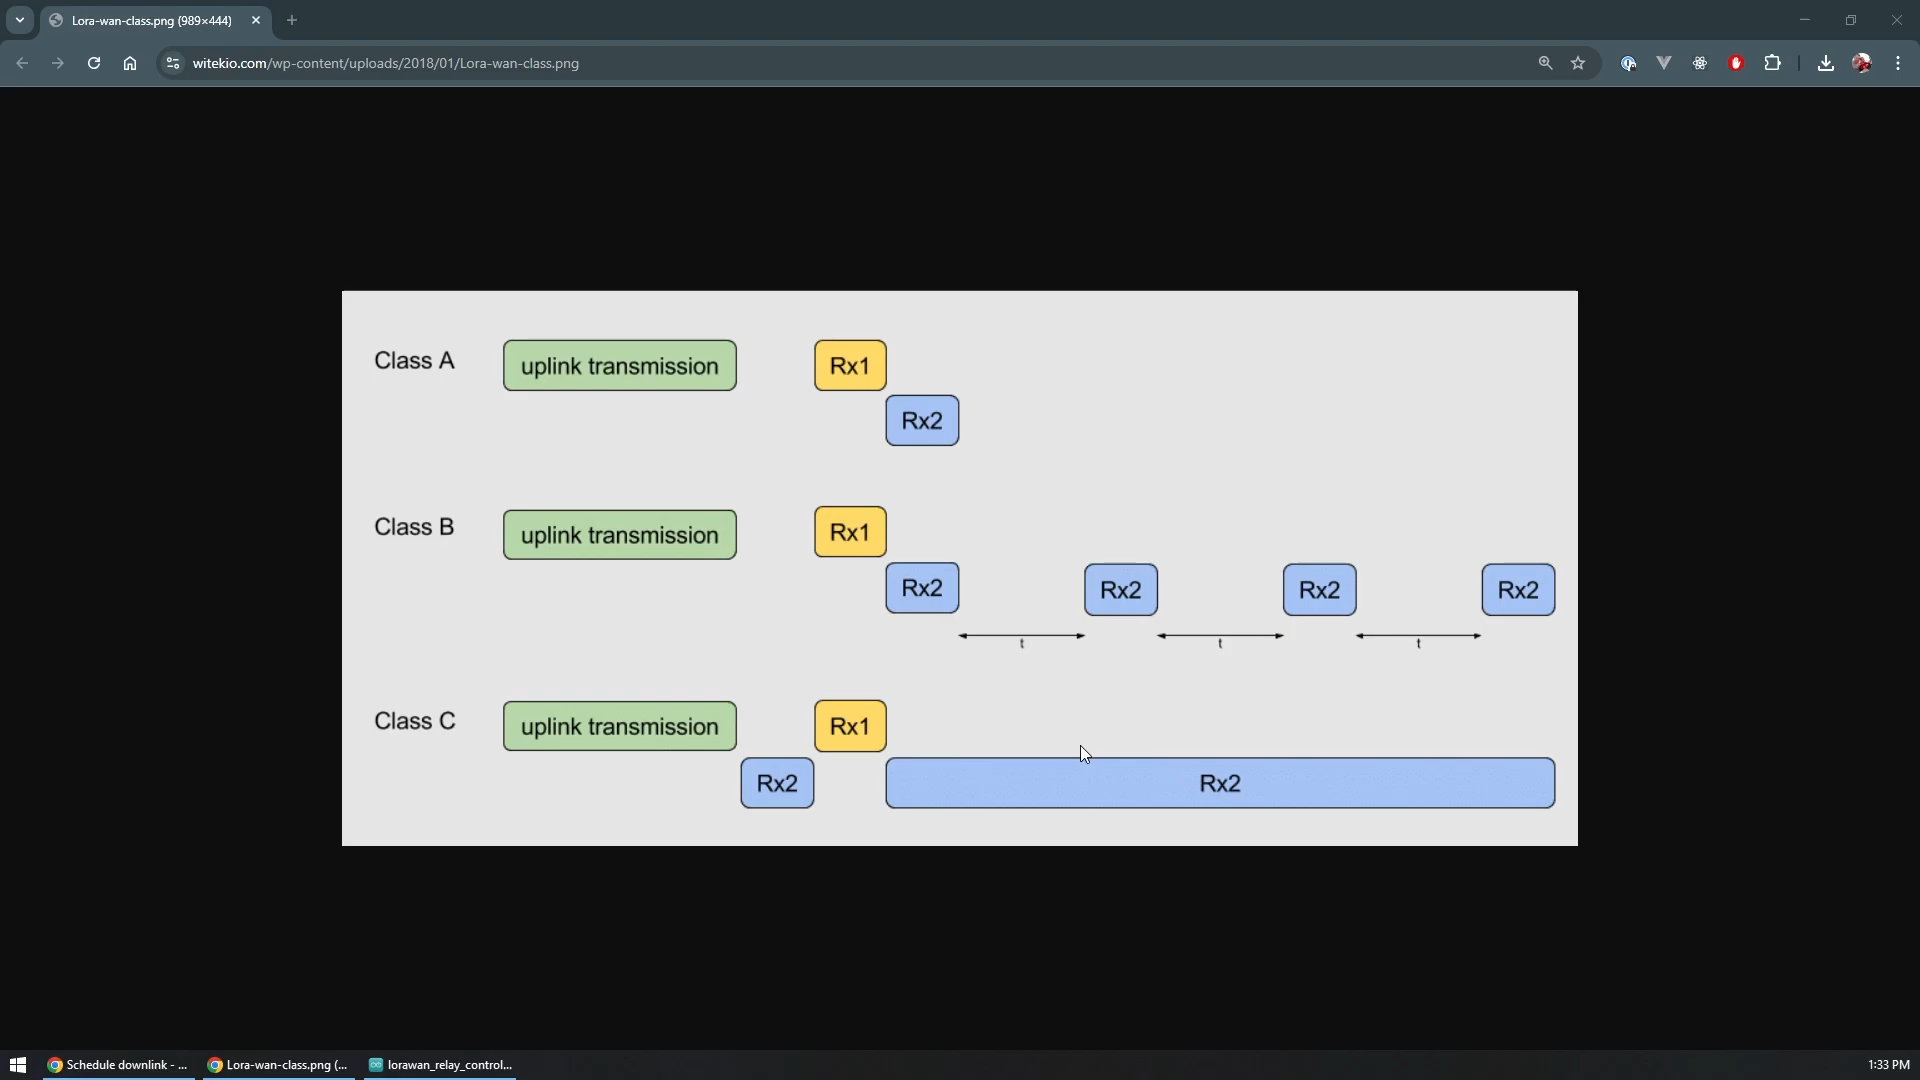 Lora-wan-class.png (989×444)
witekio.com/wp-content/uploads/2018/01/Lora-wan-class.png
Class A
uplink transmission
Rx1
Rx2
Class B
uplink transmission
Rx1
Rx2
Rx2
Rx2
Rx2
t
t
t
Class C
uplink transmission
Rx1
Rx2
Rx2
Schedule downlink - ...
Lora-wan-class.png (...
lorawan_relay_control...
1:33 PM